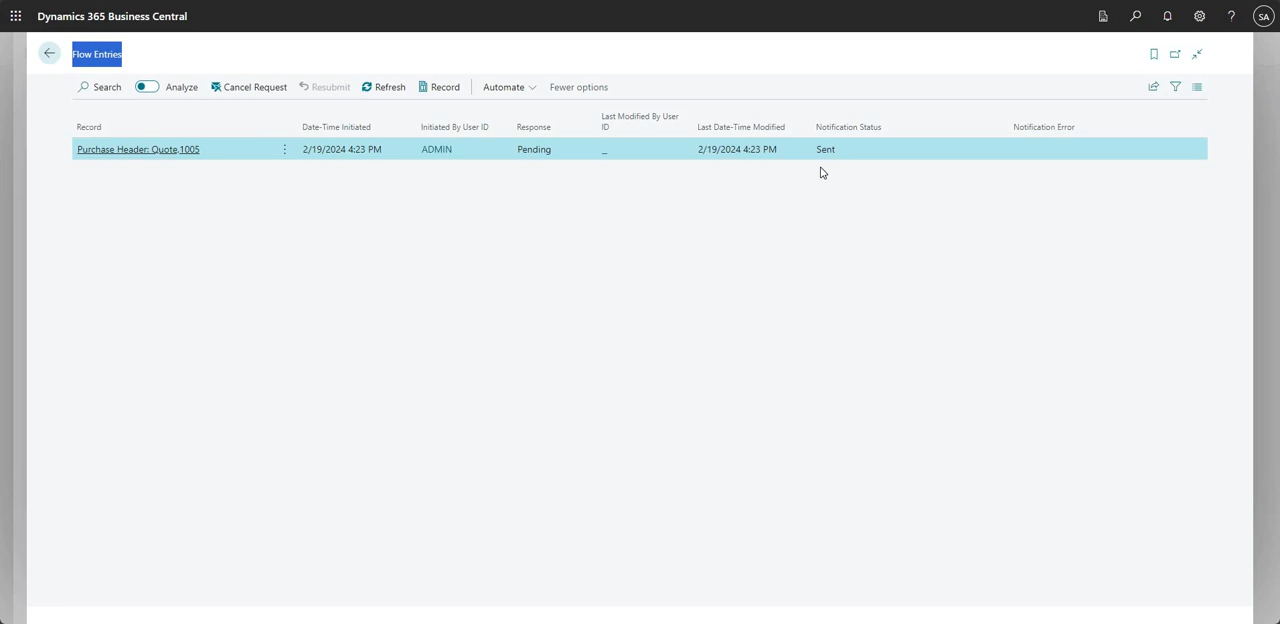 Dynamics 365 Business Central
SA
Flow Entries
Search Analyze Cancel Request Resubmit Refresh Record Automate Fewer options
Record Date-Time Initiated Initiated By User ID Response Last Modified By User ID Last Date-Time Modified Notification Status Notification Error
Purchase Header: Quote,1005 2/19/2024 4:23 PM ADMIN Pending _ 2/19/2024 4:23 PM Sent